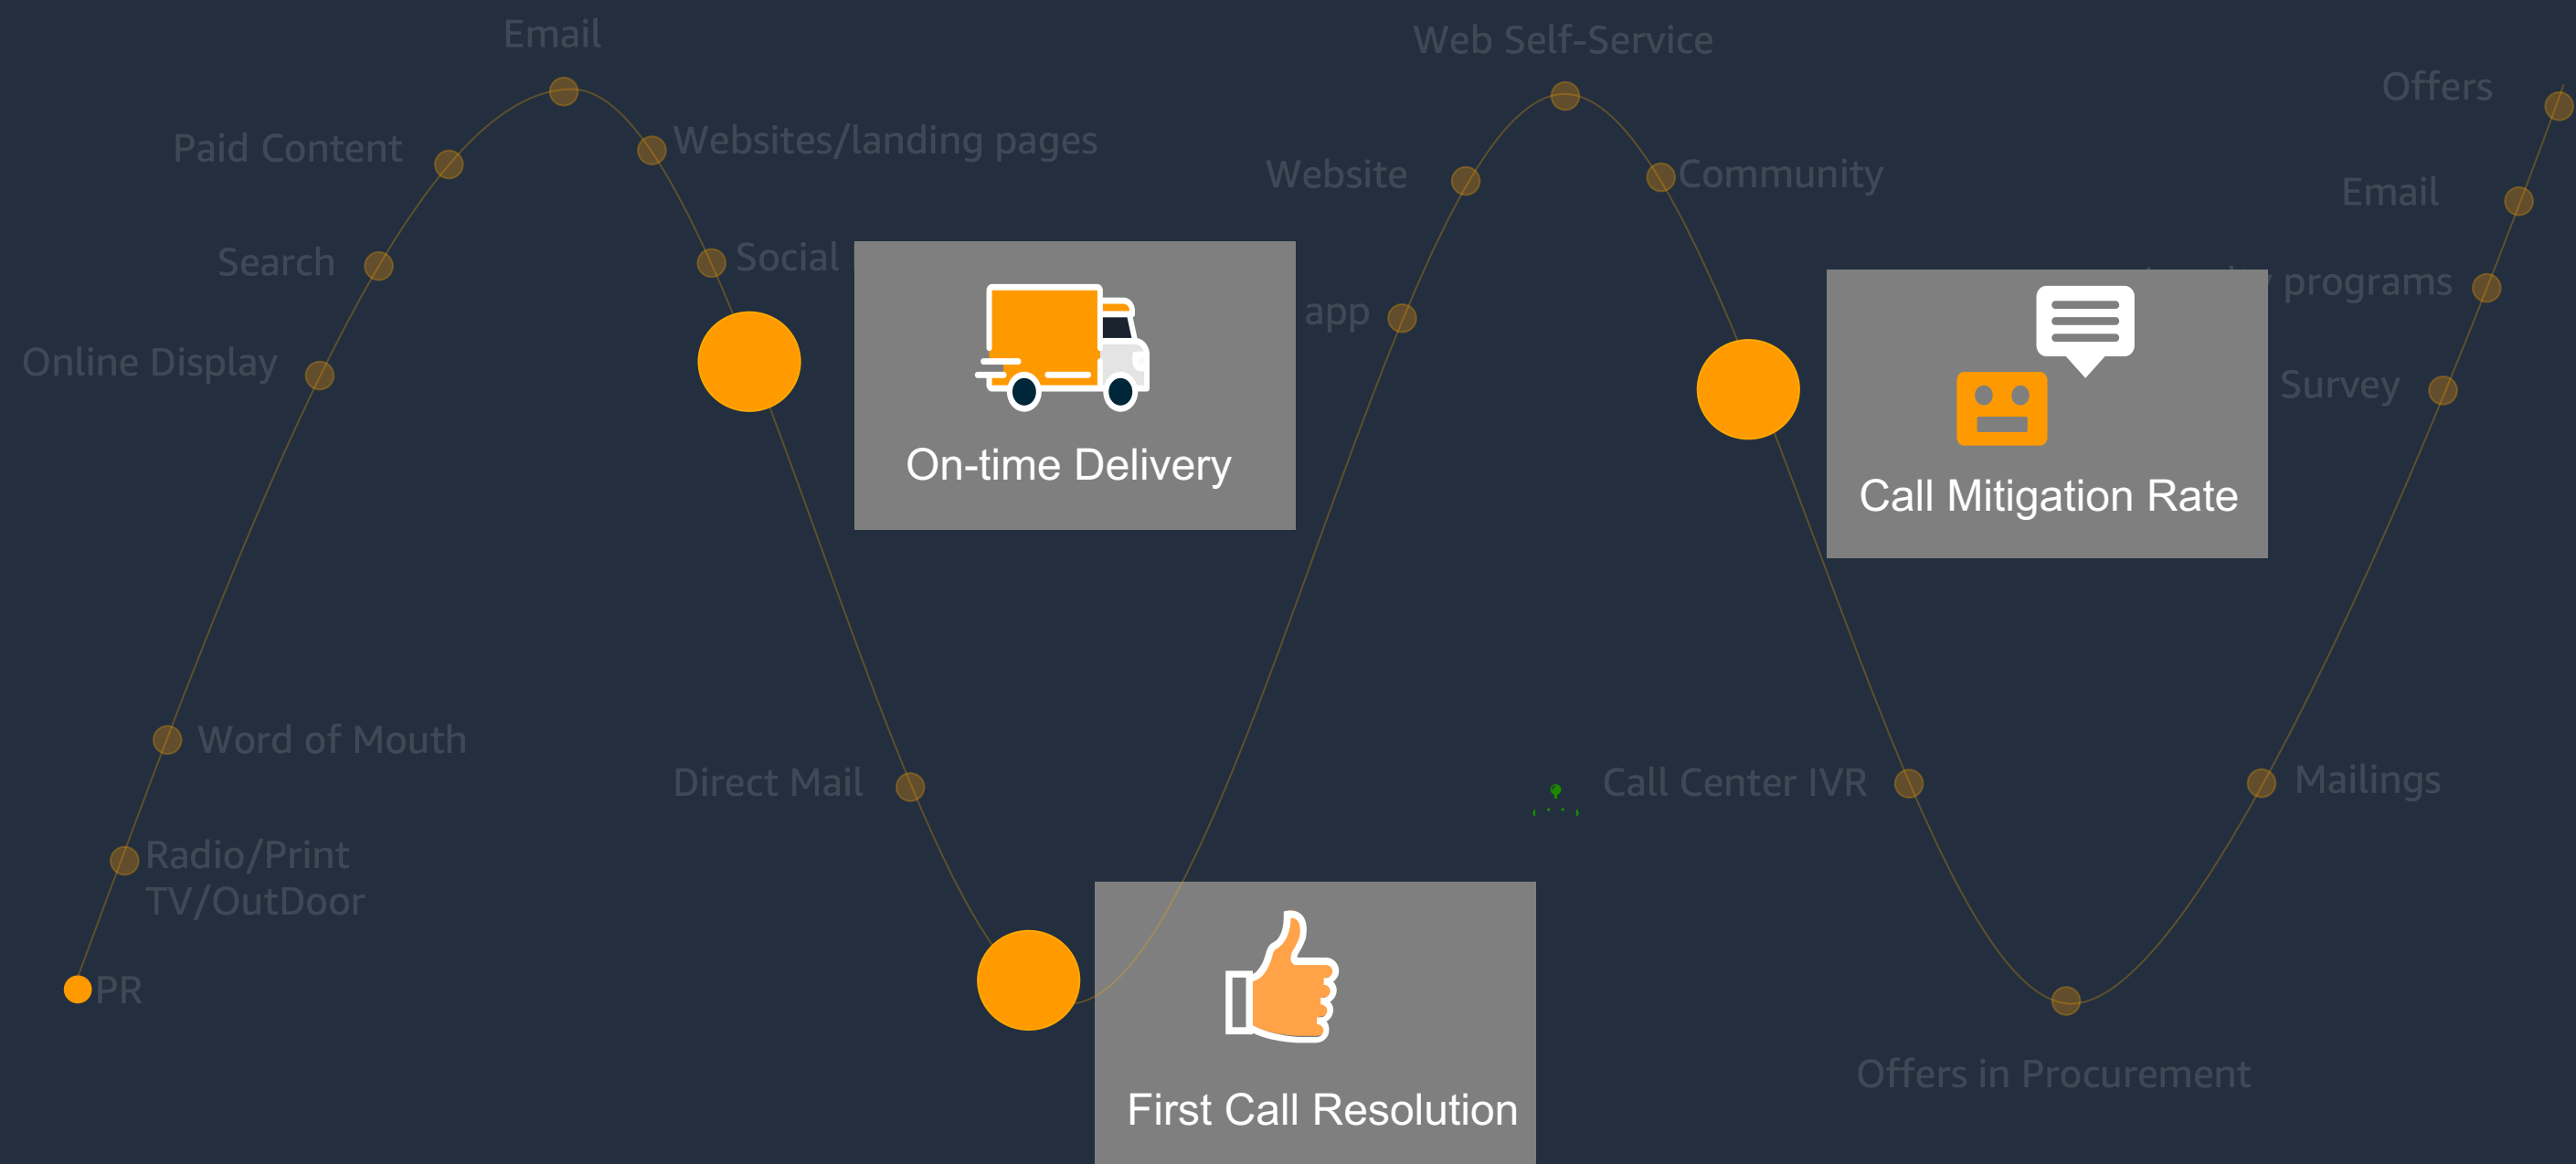 Email
Web Self-Service
Offers
Paid Content
Websites/landing pages
Website
Community
Email
Search
Social
programs
app
Online Display
Survey
On-time Delivery
Call Mitigation Rate
Word of Mouth
Direct Mail
Call Center IVR
Mailings
Radio/Print
TV/OutDoor
PR
Offers in Procurement
First Call Resolution